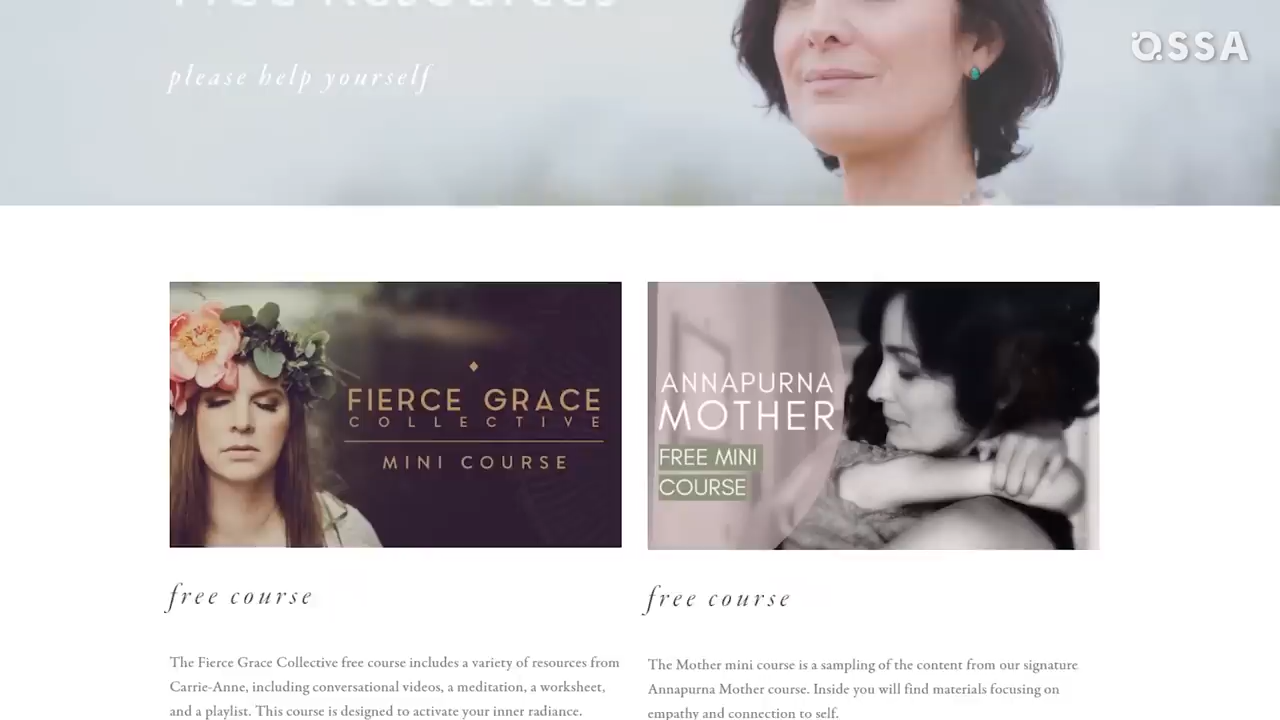 Free Resources
QSSA
please help yourself
FIERCE GRACE
COLLECTIVE
MINI COURSE
ANNAPURNA
MOTHER
FREE MINI
COURSE
free course
The Fierce Grace Collective free course includes a variety of resources from
Carrie-Anne, including conversational videos, a meditation, a worksheet,
and a playlist. This course is designed to activate your inner radiance.
free course
The Mother mini course is a sampling of the content from our signature
Annapurna Mother course. Inside you will find materials focusing on
empathy and connection to self.